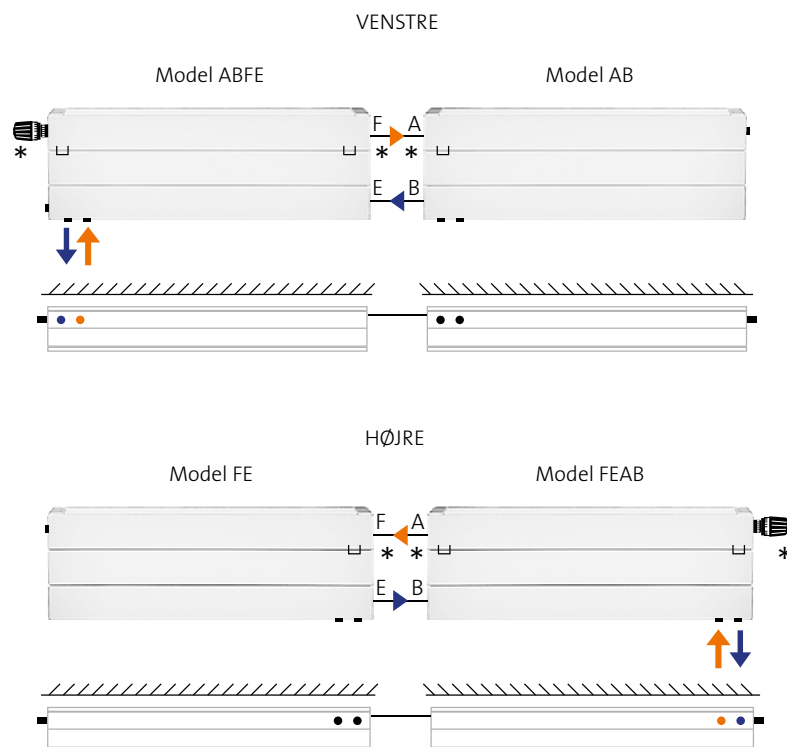 VENSTRE
Model ABFE Model AB
F A
* * *
E B
HØJRE
Model FE Model FEAB
F A
* * *
E B